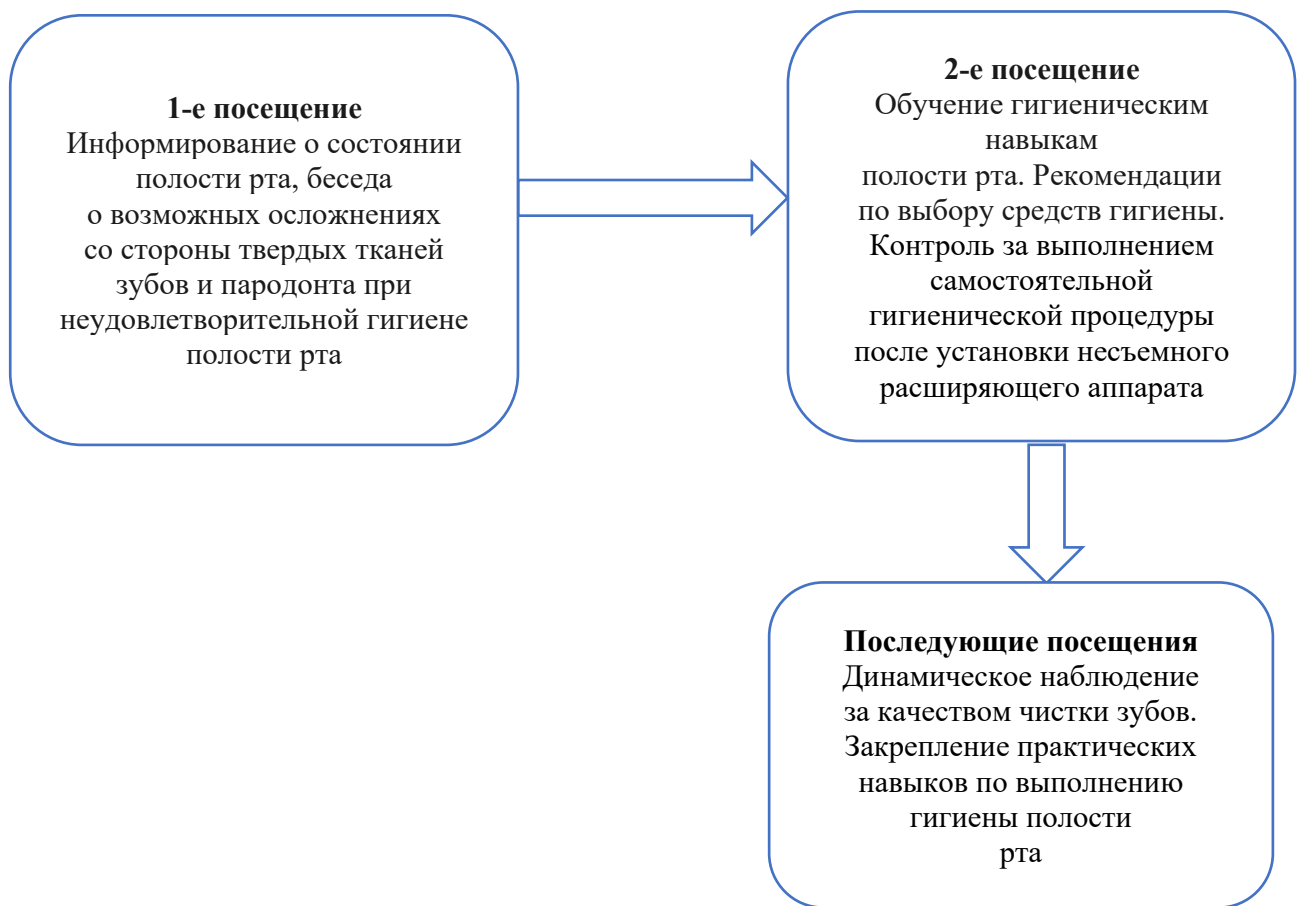 1-е посещение
Информирование о состоянии
полости рта, беседа
о возможных осложнениях
со стороны твердых тканей
зубов и пародонта при
неудовлетворительной гигиене
полости рта
2-е посещение
Обучение гигиеническим
навыкам
полости рта. Рекомендации
по выбору средств гигиены.
Контроль за выполнением
самостоятельной
гигиенической процедуры
после установки несъемного
расширяющего аппарата
Последующие посещения
Динамическое наблюдение
за качеством чистки зубов.
Закрепление практических
навыков по выполнению
гигиены полости
рта